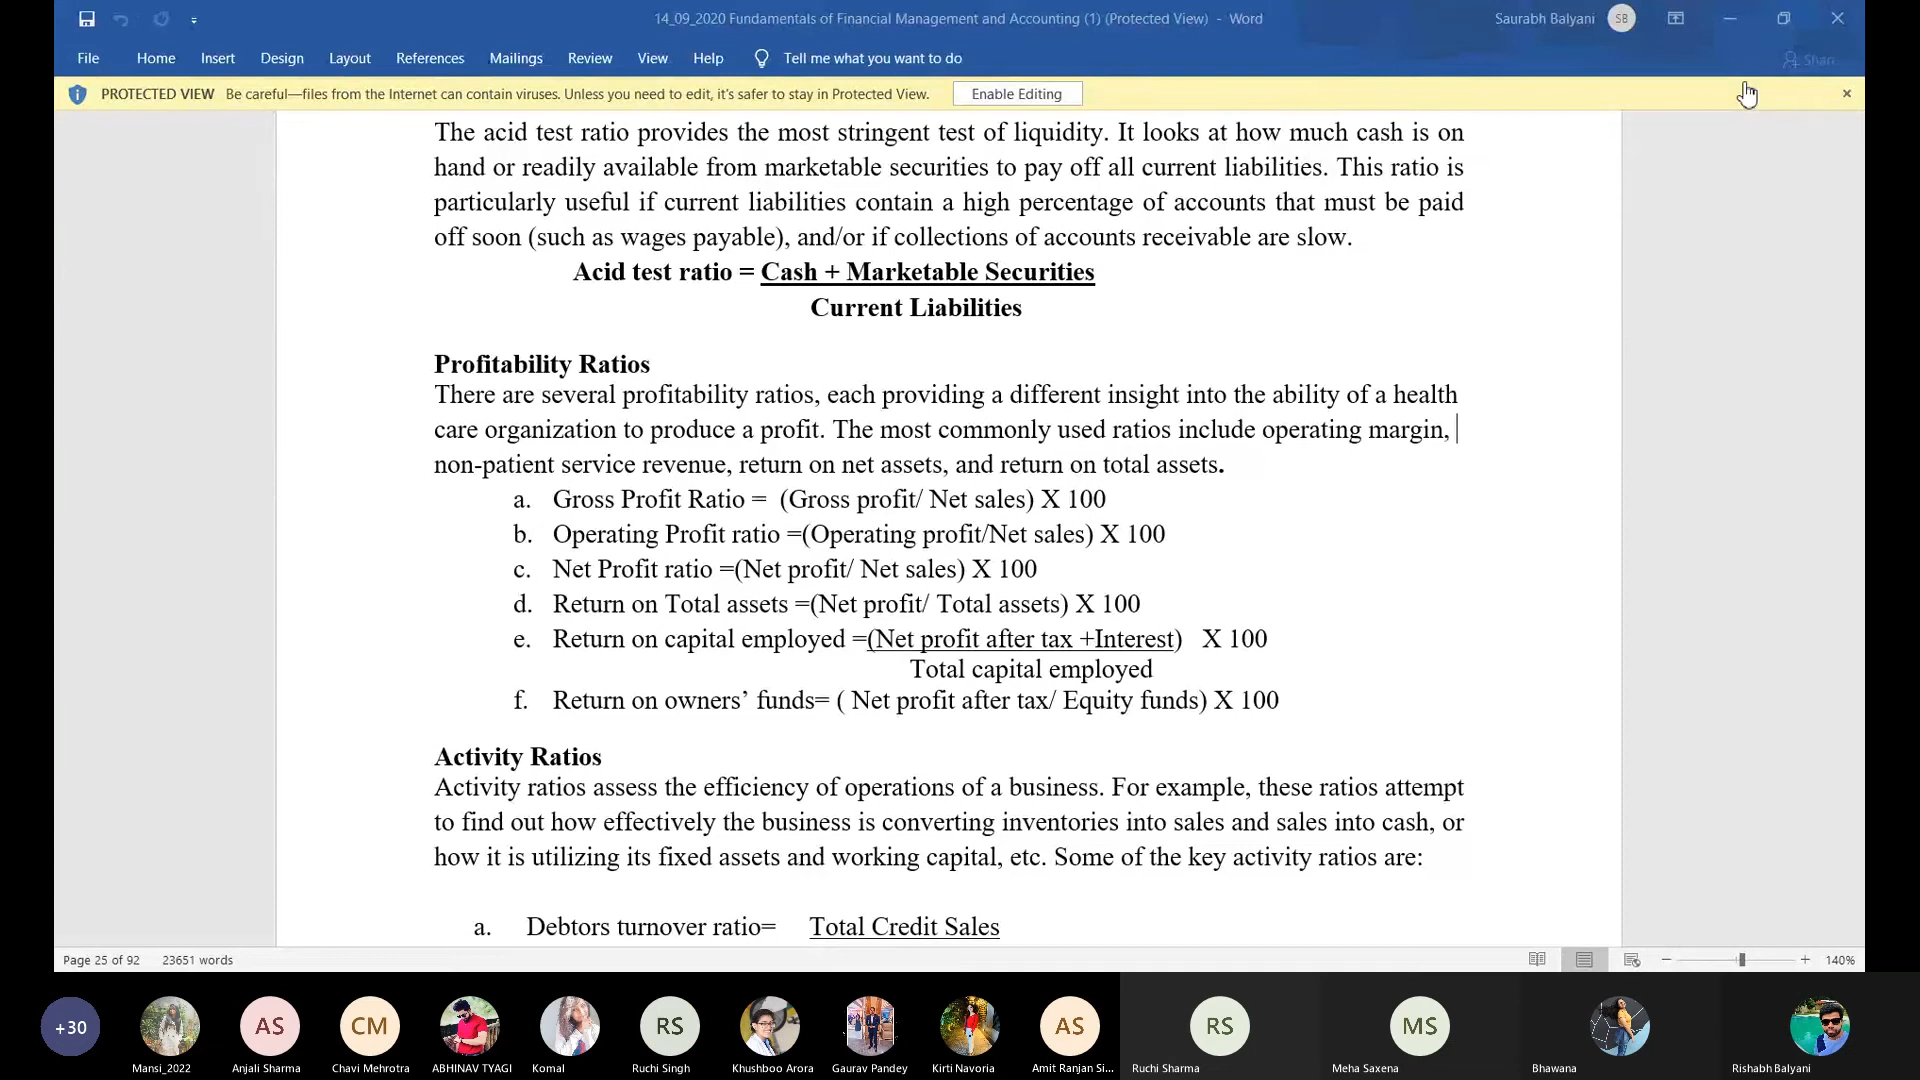 14_09_2020 Fundamentals of Financial Management and Accounting (1) (Protected View) - Word
Saurabh Balyani SB
File Home Insert Design Layout References Mailings Review View Help Tell me what you want to do
PROTECTED VIEW Be careful—files from the Internet can contain viruses. Unless you need to edit, it's safer to stay in Protected View. Enable Editing
The acid test ratio provides the most stringent test of liquidity. It looks at how much cash is on
hand or readily available from marketable securities to pay off all current liabilities. This ratio is
particularly useful if current liabilities contain a high percentage of accounts that must be paid
off soon (such as wages payable), and/or if collections of accounts receivable are slow.
Acid test ratio = Cash + Marketable Securities
Current Liabilities
Profitability Ratios
There are several profitability ratios, each providing a different insight into the ability of a health
care organization to produce a profit. The most commonly used ratios include operating margin,
non-patient service revenue, return on net assets, and return on total assets.
a. Gross Profit Ratio = (Gross profit/ Net sales) X 100
b. Operating Profit ratio =(Operating profit/Net sales) X 100
c. Net Profit ratio =(Net profit/ Net sales) X 100
d. Return on Total assets =(Net profit/ Total assets) X 100
e. Return on capital employed =(Net profit after tax +Interest) X 100
Total capital employed
f. Return on owners’ funds= ( Net profit after tax/ Equity funds) X 100
Activity Ratios
Activity ratios assess the efficiency of operations of a business. For example, these ratios attempt
to find out how effectively the business is converting inventories into sales and sales into cash, or
how it is utilizing its fixed assets and working capital, etc. Some of the key activity ratios are:
a. Debtors turnover ratio= Total Credit Sales
Page 25 of 92 23651 words 140%
+30 AS CM RS AS RS MS
Mansi_2022 Anjali Sharma Chavi Mehrotra ABHINAV TYAGI Komal Ruchi Singh Khushboo Arora Gaurav Pandey Kirti Navoria Amit Ranjan Si... Ruchi Sharma Meha Saxena Bhawana Rishabh Balyani